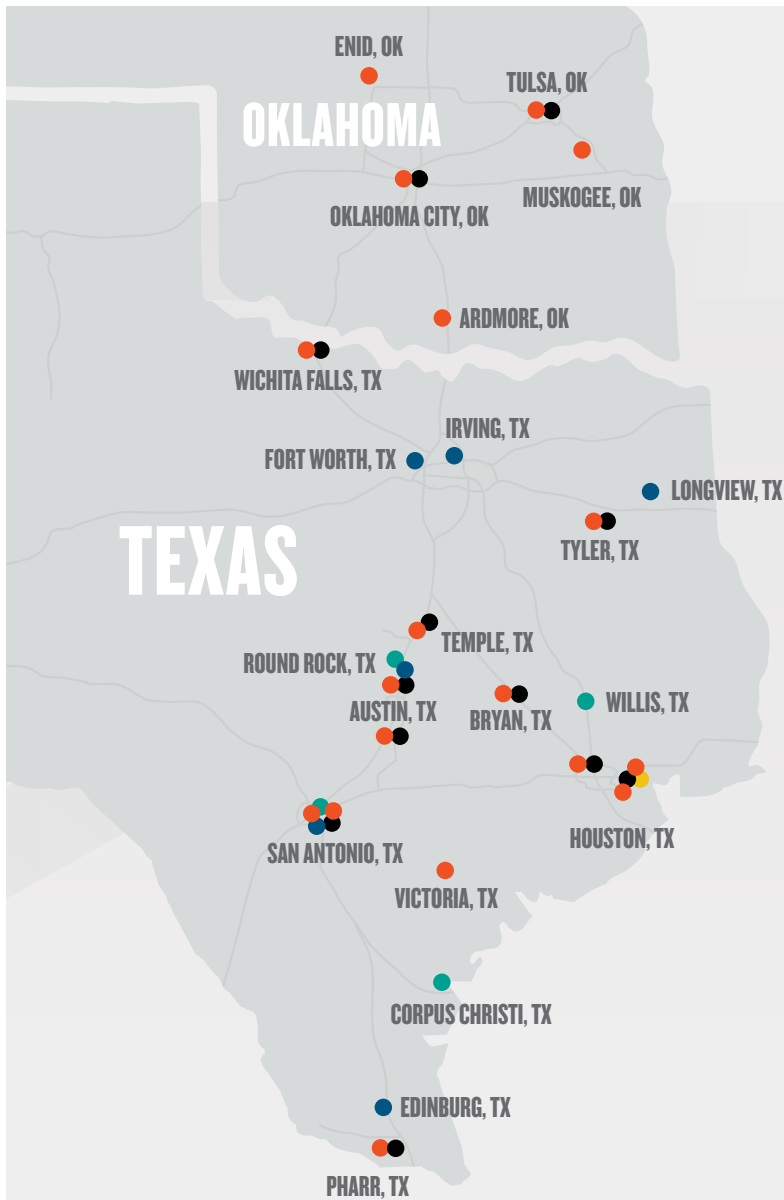 ENID, OK
TULSA, OK
OKLAHOMA
MUSKOGEE, OK
OKLAHOMA CITY, OK
ARDMORE, OK
WICHITA FALLS, TX
IRVING, TX
FORT WORTH, TX
LONGVIEW, TX
TYLER, TX
TEXAS
TEMPLE, TX
ROUND ROCK, TX
WILLIS, TX
AUSTIN, TX
BRYAN, TX
HOUSTON, TX
SAN ANTONIO, TX
VICTORIA, TX
CORPUS CHRISTI, TX
EDINBURG, TX
PHARR, TX